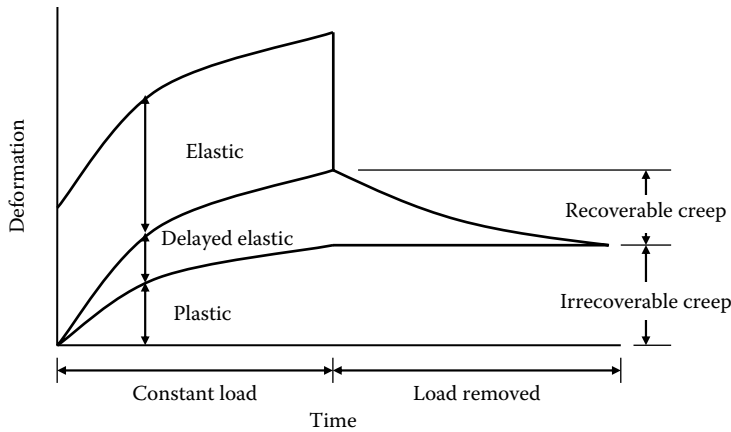 Deformation
Elastic
Delayed elastic
Plastic
Recoverable creep
Irrecoverable creep
Constant load
Load removed
Time